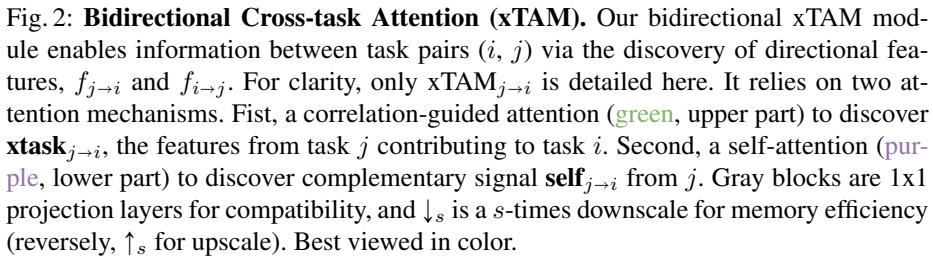 Fig. 2: Bidirectional Cross-task Attention (xTAM). Our bidirectional xTAM mod-
ule enables information between task pairs (i, j) via the discovery of directional fea-
tures, f_{j→i} and f_{i→j}. For clarity, only xTAM_{j→i} is detailed here. It relies on two at-
tention mechanisms. Fist, a correlation-guided attention (green, upper part) to discover
xtask_{j→i}, the features from task j contributing to task i. Second, a self-attention (pur-
ple, lower part) to discover complementary signal self_{j→i} from j. Gray blocks are 1x1
projection layers for compatibility, and ↓_s is a s-times downscale for memory efficiency
(reversely, ↑_s for upscale). Best viewed in color.